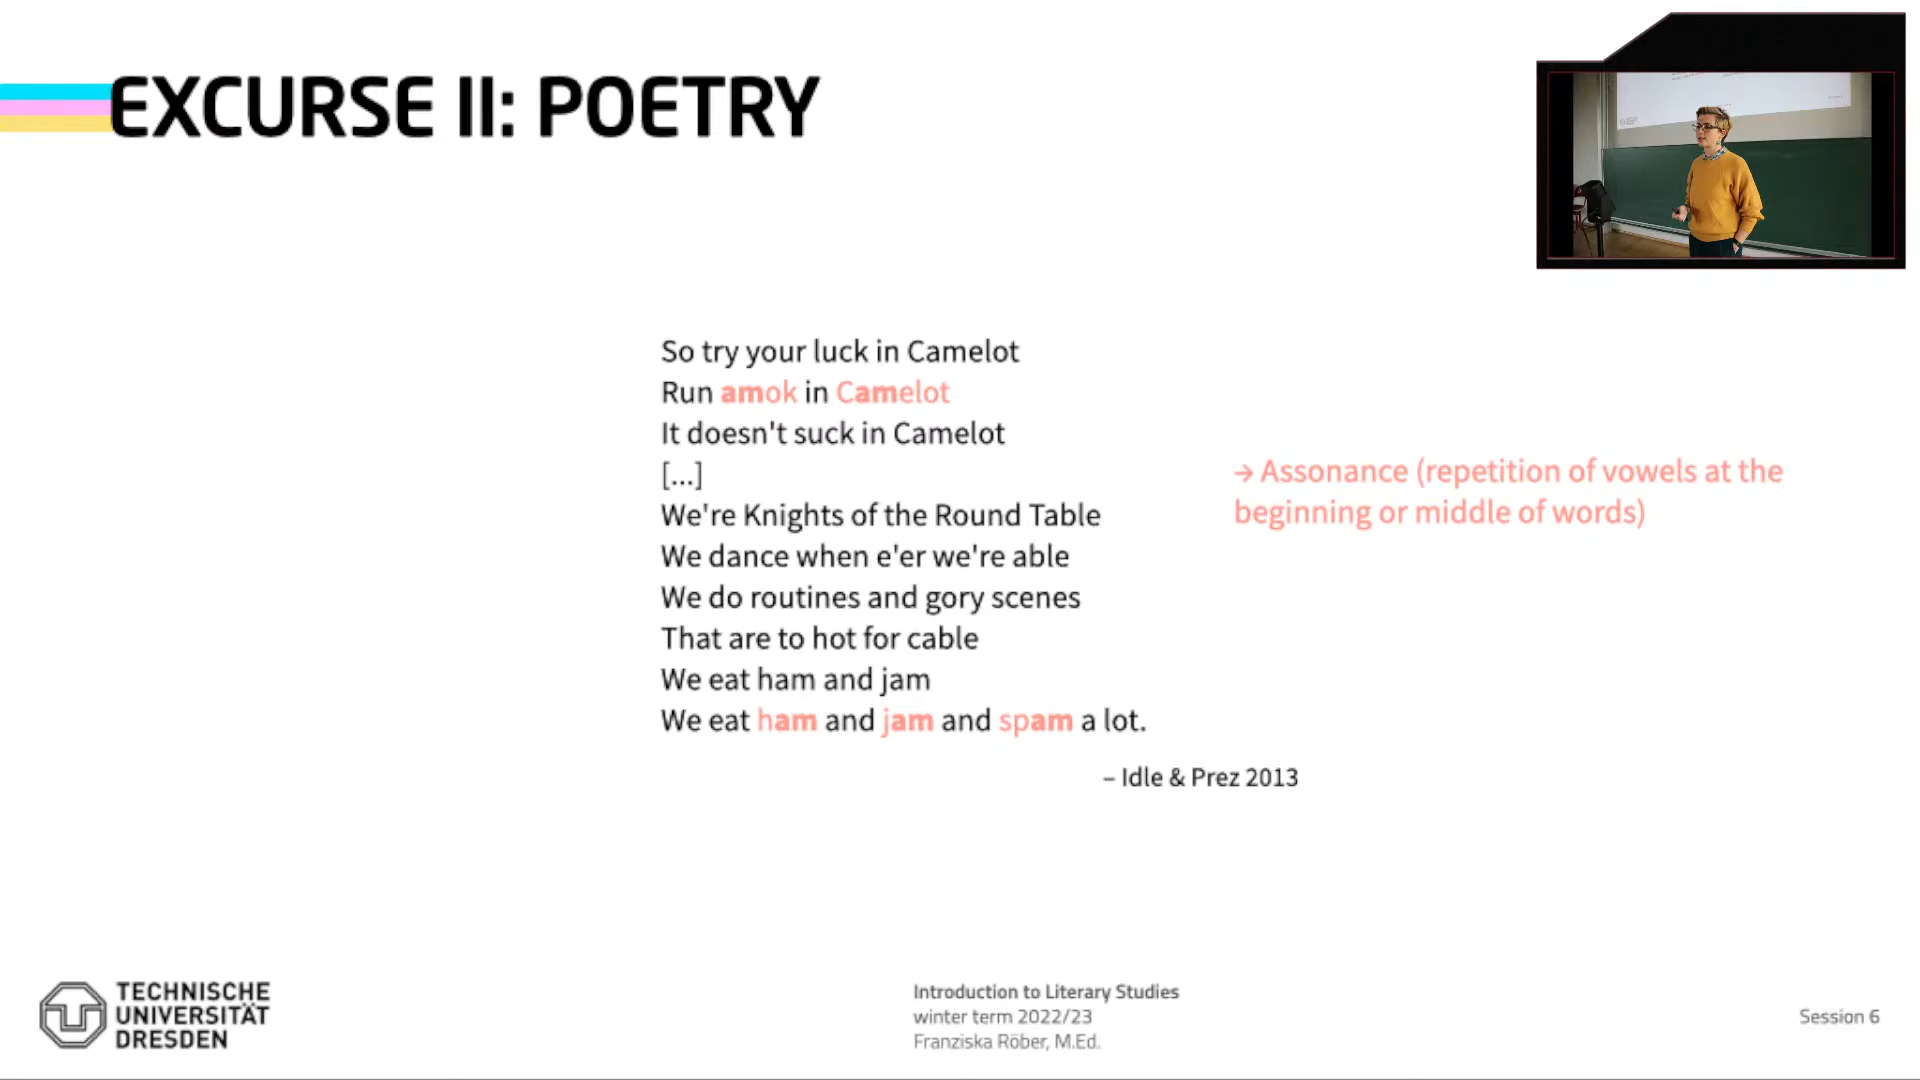 EXCURSE II: POETRY
So try your luck in Camelot
Run amok in Camelot
It doesn't suck in Camelot
[...]
We're Knights of the Round Table
We dance when e'er we're able
We do routines and gory scenes
That are to hot for cable
We eat ham and jam
We eat ham and jam and spam a lot.
– Idle & Prez 2013
→ Assonance (repetition of vowels at the
beginning or middle of words)
TECHNISCHE
UNIVERSITÄT
DRESDEN
Introduction to Literary Studies
winter term 2022/23
Franziska Röber, M.Ed.
Session 6